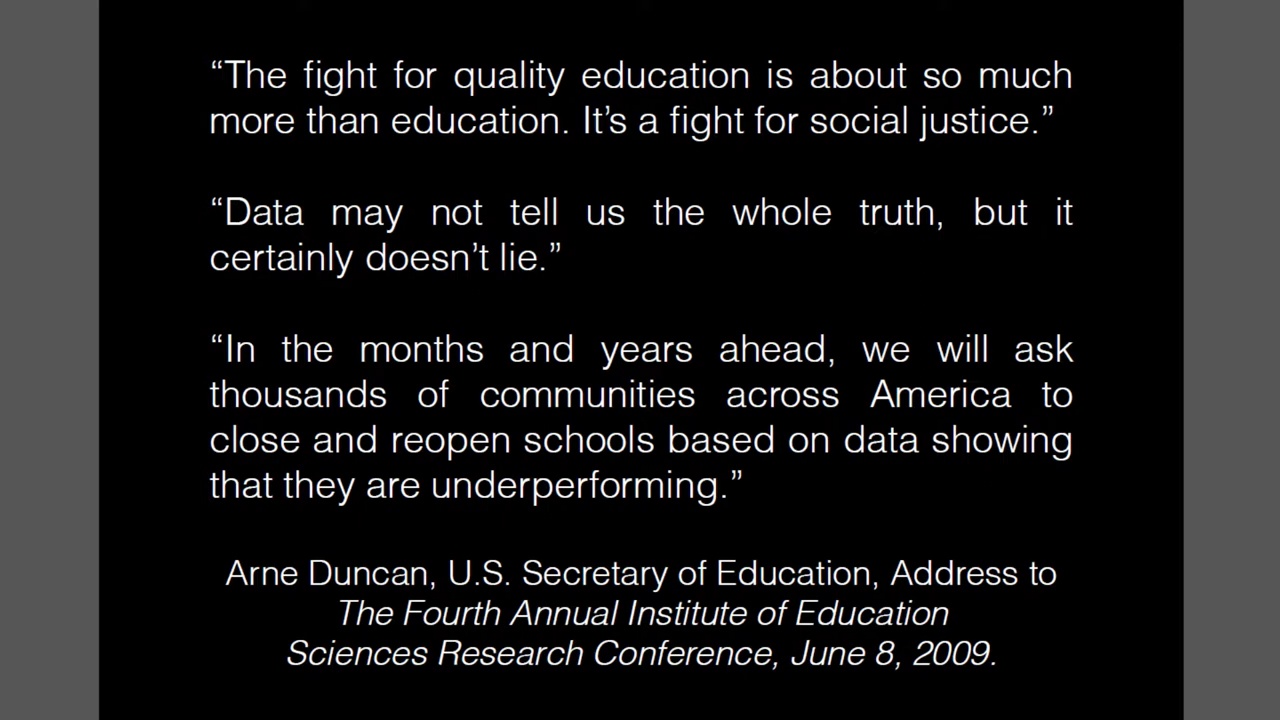 “The fight for quality education is about so much
more than education. It’s a fight for social justice.”
“Data may not tell us the whole truth, but it
certainly doesn’t lie.”
“In the months and years ahead, we will ask
thousands of communities across America to
close and reopen schools based on data showing
that they are underperforming.”
Arne Duncan, U.S. Secretary of Education, Address to
The Fourth Annual Institute of Education
Sciences Research Conference, June 8, 2009.